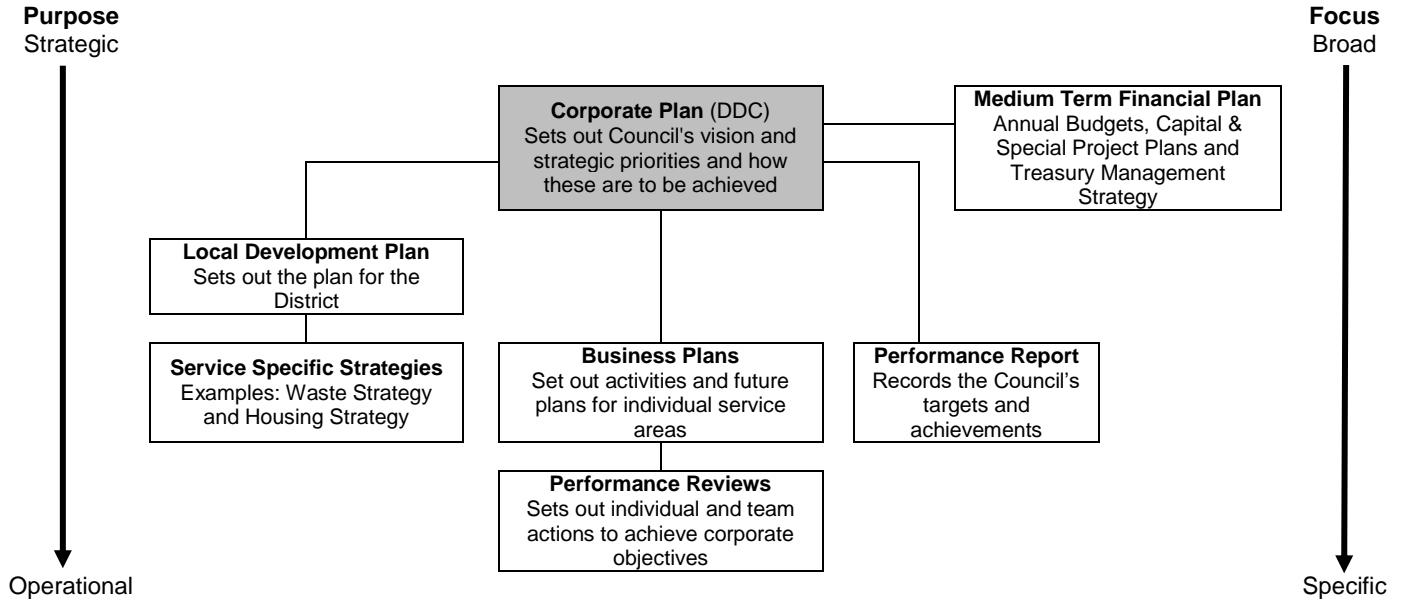 Purpose
Strategic
Focus
Broad
Corporate Plan (DDC)
Sets out Council's vision and
strategic priorities and how
these are to be achieved
Medium Term Financial Plan
Annual Budgets, Capital &
Special Project Plans and
Treasury Management
Strategy
Local Development Plan
Sets out the plan for the
District
Service Specific Strategies
Examples: Waste Strategy
and Housing Strategy
Business Plans
Set out activities and future
plans for individual service
areas
Performance Report
Records the Council’s
targets and
achievements
Performance Reviews
Sets out individual and team
actions to achieve corporate
objectives
Operational
Specific